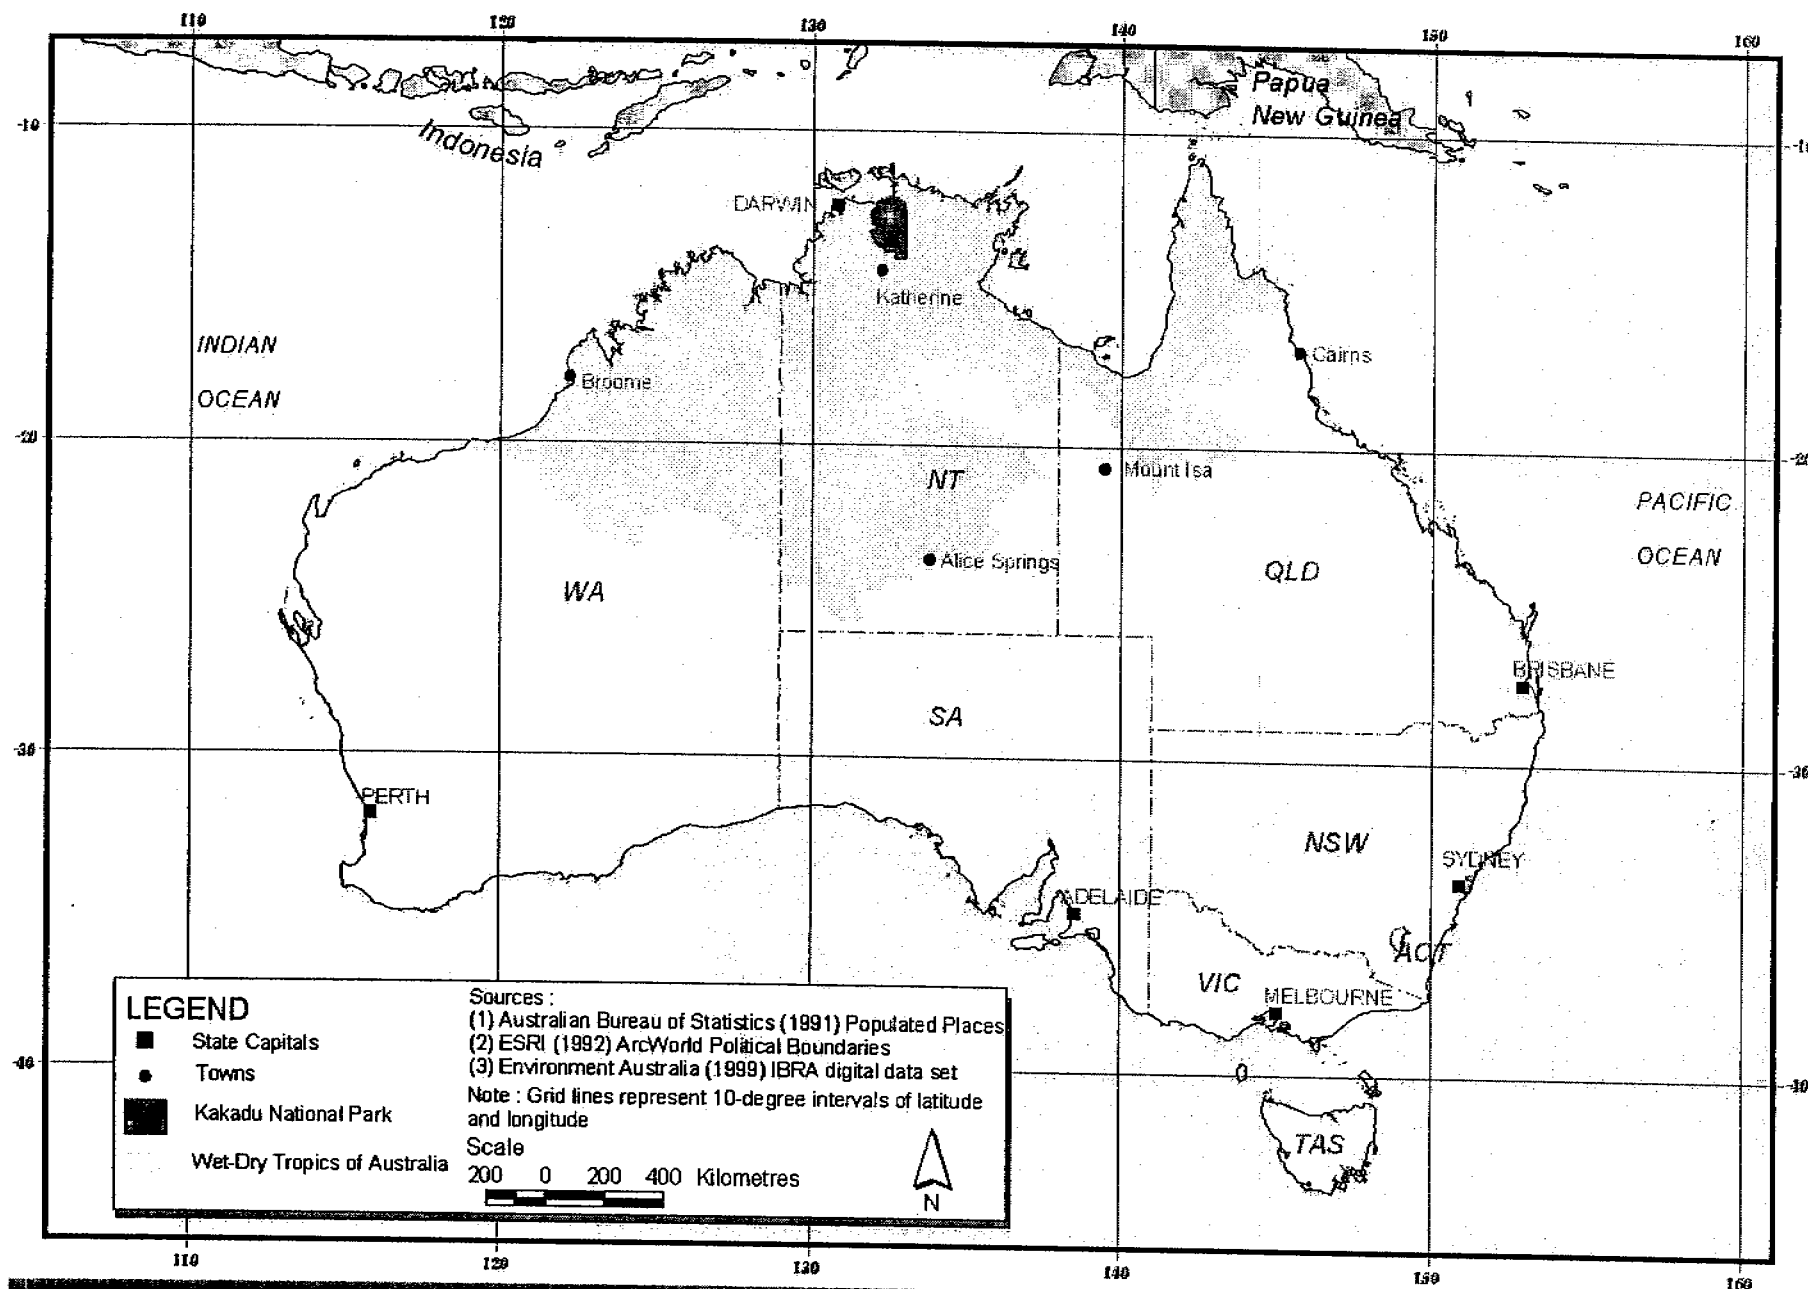 110 120 130 140 150 160
Papua
New Guinea
-10
Indonesia
DARWIN
Katherine
INDIAN
OCEAN
Cairns
Broome
-20 -20
NT
Mount Isa
PACIFIC
OCEAN
Alice Springs
WA
QLD
BRISBANE
SA
-30 -30
PERTH
NSW
SYDNEY
ADELAIDE
ACT
VIC
MELBOURNE
LEGEND
State Capitals
Towns
Kakadu National Park
Wet-Dry Tropics of Australia
Sources :
(1) Australian Bureau of Statistics (1991) Populated Places
(2) ESRI (1992) ArcWorld Political Boundaries
(3) Environment Australia (1999) IBRA digital data set
Note : Grid lines represent 10-degree intervals of latitude
and longitude
Scale
200 0 200 400 Kilometres
N
-40
TAS
110 120 130 140 150 160